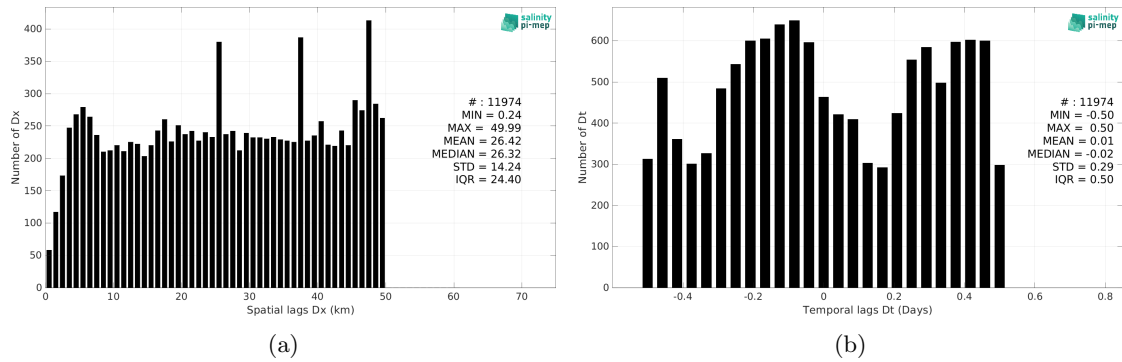 400
350
300
250
200
150
100
50
0
Number of Dx
0 10 20 30 40 50 60 70
Spatial lags Dx (km)
salinity
pi-mep
# : 11974
MIN = 0.24
MAX = 49.99
MEAN = 26.42
MEDIAN = 26.32
STD = 14.24
IQR = 24.40
(a)
600
500
400
300
200
100
0
Number of Dt
-0.4 -0.2 0 0.2 0.4 0.6 0.8
Temporal lags Dt (Days)
salinity
pi-mep
# : 11974
MIN = -0.50
MAX = 0.50
MEAN = 0.01
MEDIAN = -0.02
STD = 0.29
IQR = 0.50
(b)